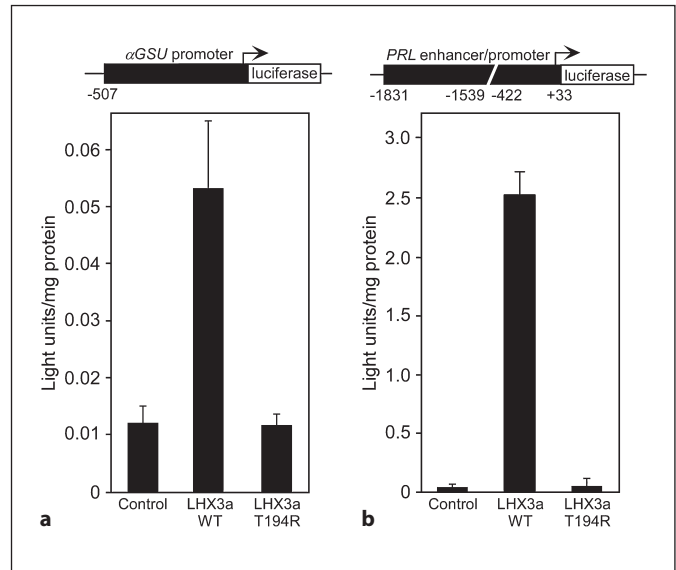 αGSU promoter
luciferase
-507
Light units/mg protein
0.06
0.05
0.04
0.03
0.02
0.01
0
Control
LHX3a
WT
LHX3a
T194R
a
PRL enhancer/promoter
luciferase
-1831 -1539 -422 +33
Light units/mg protein
3.0
2.5
2.0
1.5
1.0
0.5
0
Control
LHX3a
WT
LHX3a
T194R
b